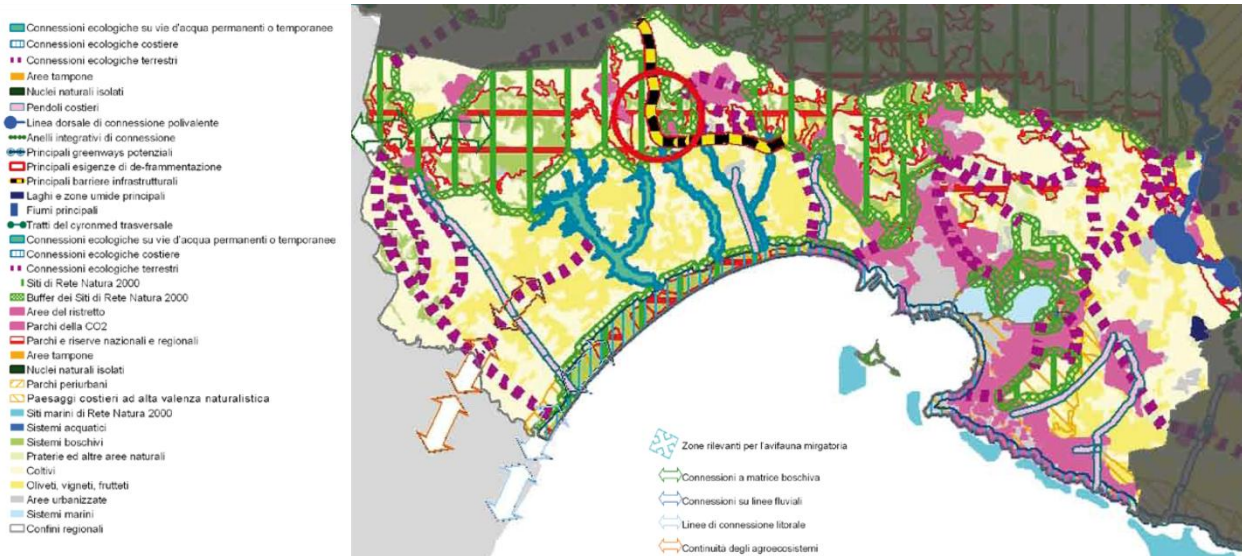 Connessioni ecologiche su vie d'acqua permanenti o temporanee
Connessioni ecologiche costiere
Connessioni ecologiche terrestri
Aree tampone
Nuclei naturali isolati
Pendoli costieri
Linea dorsale di connessione polivalente
Anelli integrativi di connessione
Principali greenways potenziali
Principali esigenze di de-frammentazione
Principali barriere infrastrutturali
Laghi e zone umide principali
Fiumi principali
Tratti del cyronmed trasversale
Connessioni ecologiche su vie d'acqua permanenti o temporanee
Connessioni ecologiche costiere
Connessioni ecologiche terrestri
Siti di Rete Natura 2000
Buffer dei Siti di Rete Natura 2000
Aree del ristretto
Parchi della CO2
Parchi e riserve nazionali e regionali
Aree tampone
Nuclei naturali isolati
Parchi periurbani
Paesaggi costieri ad alta valenza naturalistica
Siti marini di Rete Natura 2000
Sistemi acquatici
Sistemi boschivi
Praterie ed altre aree naturali
Coltivi
Oliveti, vigneti, frutteti
Aree urbanizzate
Sistemi marini
Confini regionali
Zone rilevanti per l'avifauna mirgatoria
Connessioni a matrice boschiva
Connessioni su linee fluviali
Linee di connessione litorale
Continuità degli agroecosistemi